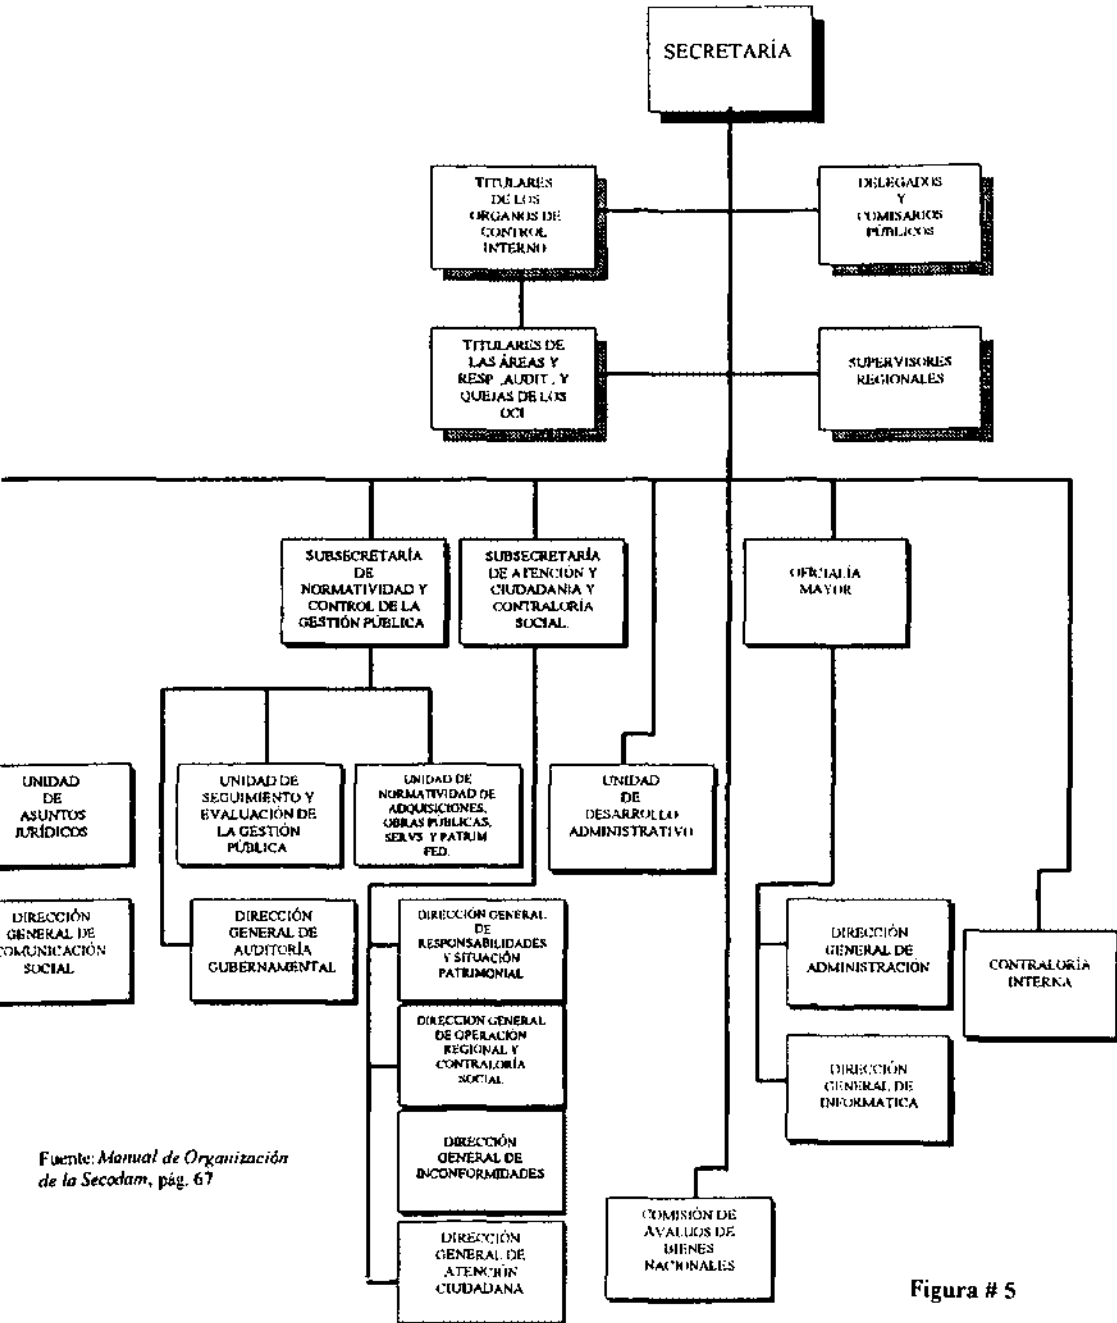 SECRETARÍA
TITULARES
DE LOS
ORGANOS DE
CONTROL
INTERNO
DELEGADOS
Y
COMISARIOS
PÚBLICOS
TITULARES DE
LAS ÁREAS Y
RESP .AUDIT . Y
QUEJAS DE LOS
OCI
SUPERVISORES
REGIONALES
SUBSECRETARÍA
DE
NORMATIVIDAD Y
CONTROL DE LA
GESTIÓN PÚBLICA
SUBSECRETARÍA
DE ATENCIÓN Y
CIUDADANIA Y
CONTRALORÍA
SOCIAL.
OFICIALÍA
MAYOR
UNIDAD
DE
ASUNTOS
JURÍDICOS
UNIDAD DE
SEGUIMIENTO Y
EVALUACIÓN DE
LA GESTIÓN
PÚBLICA
UNIDAD DE
NORMATIVIDAD DE
ADQUISICIONES,
OBRAS PUBLICAS,
SERVS Y PATRIM
FED.
UNIDAD
DE
DESARROLLO
ADMINISTRATIVO
DIRECCIÓN
GENERAL DE
COMUNICACIÓN
SOCIAL
DIRECCIÓN
GENERAL DE
AUDITORÍA
GUBERNAMENTAL
DIRECCIÓN GENERAL
DE
RESPONSABILIDADES
Y SITUACIÓN
PATRIMONIAL
DIRECCIÓN
GENERAL DE
ADMINISTRACIÓN
CONTRALORÍA
INTERNA
DIRECCION GENERAL
DE OPERACIÓN
REGIONAL Y
CONTRALORÍA
SOCIAL
DIRECCIÓN
GENERAL DE
INFORMATICA
DIRECCIÓN
GENERAL DE
INCONFORMIDADES
Fuente: Manual de Organización
de la Secodam, pág. 67
COMISIÓN DE
AVALUOS DE
BIENES
NACIONALES
DIRECCIÓN
GENERAL DE
ATENCIÓN
CIUDADANA
Figura # 5